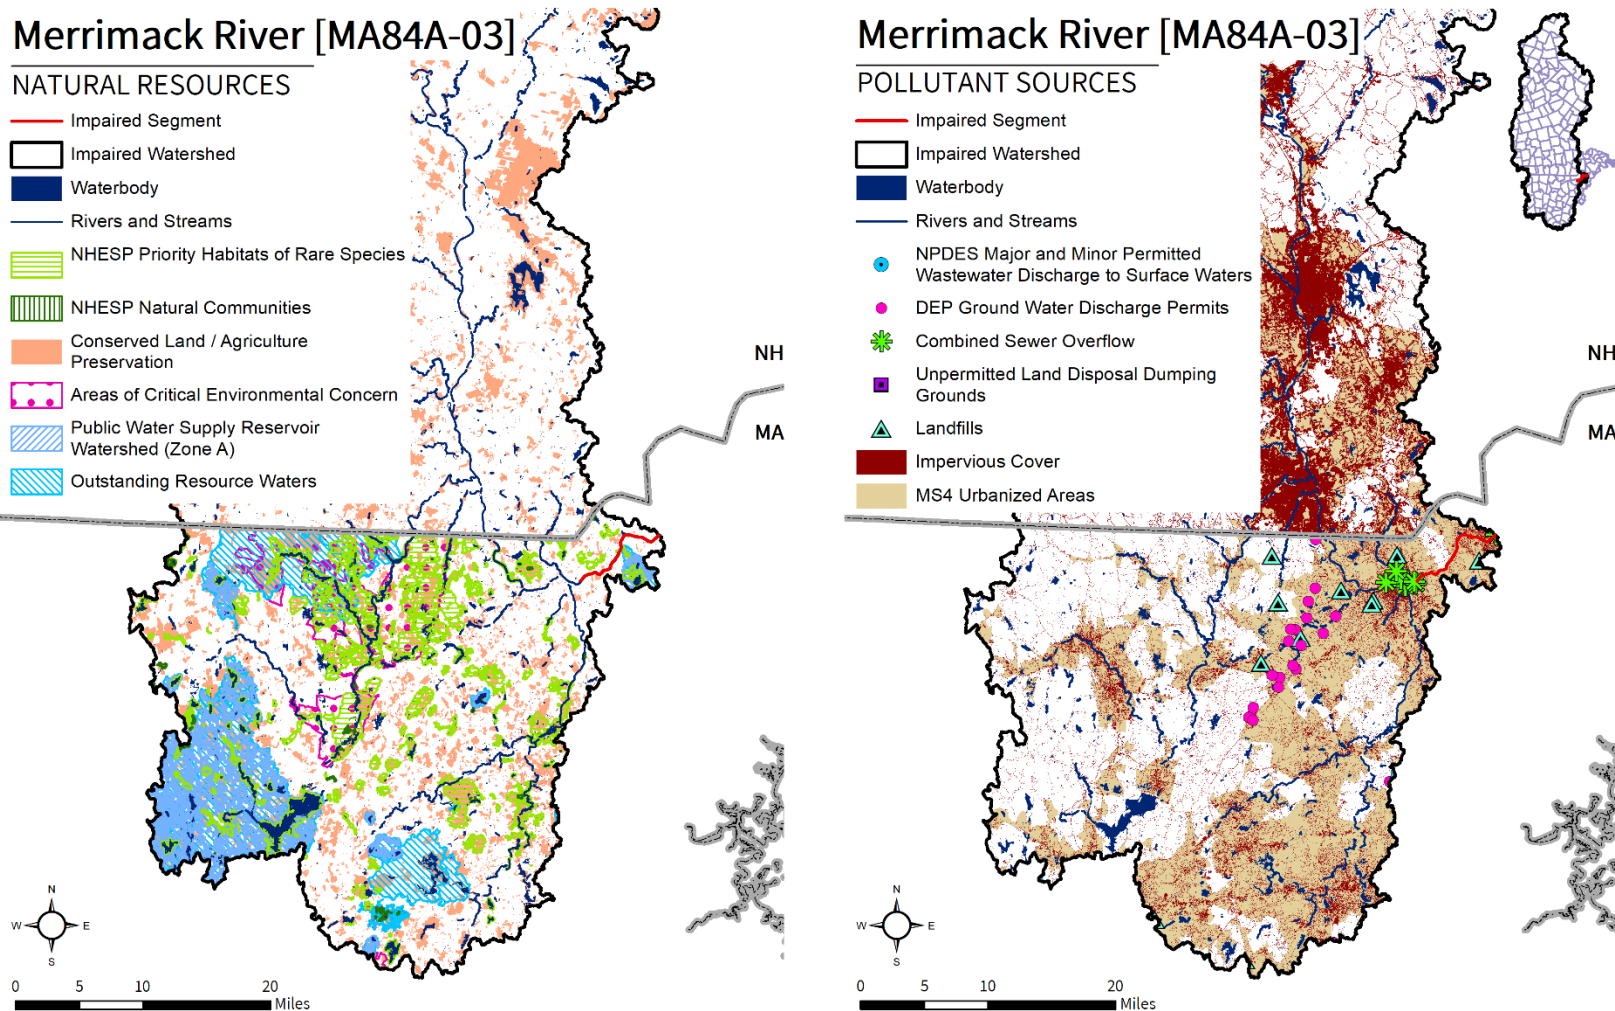 Merrimack River [MA84A-03]
NATURAL RESOURCES
Impaired Segment
Impaired Watershed
Waterbody
Rivers and Streams
NHESP Priority Habitats of Rare Species
NHESP Natural Communities
Conserved Land / Agriculture
Preservation
Areas of Critical Environmental Concern
Public Water Supply Reservoir
Watershed (Zone A)
Outstanding Resource Waters
NH
MA
N
W
E
S
0 5 10 20
Miles
Merrimack River [MA84A-03]
POLLUTANT SOURCES
Impaired Segment
Impaired Watershed
Waterbody
Rivers and Streams
NPDES Major and Minor Permitted
Wastewater Discharge to Surface Waters
DEP Ground Water Discharge Permits
Combined Sewer Overflow
Unpermitted Land Disposal Dumping
Grounds
Landfills
Impervious Cover
MS4 Urbanized Areas
NH
MA
N
W
E
S
0 5 10 20
Miles